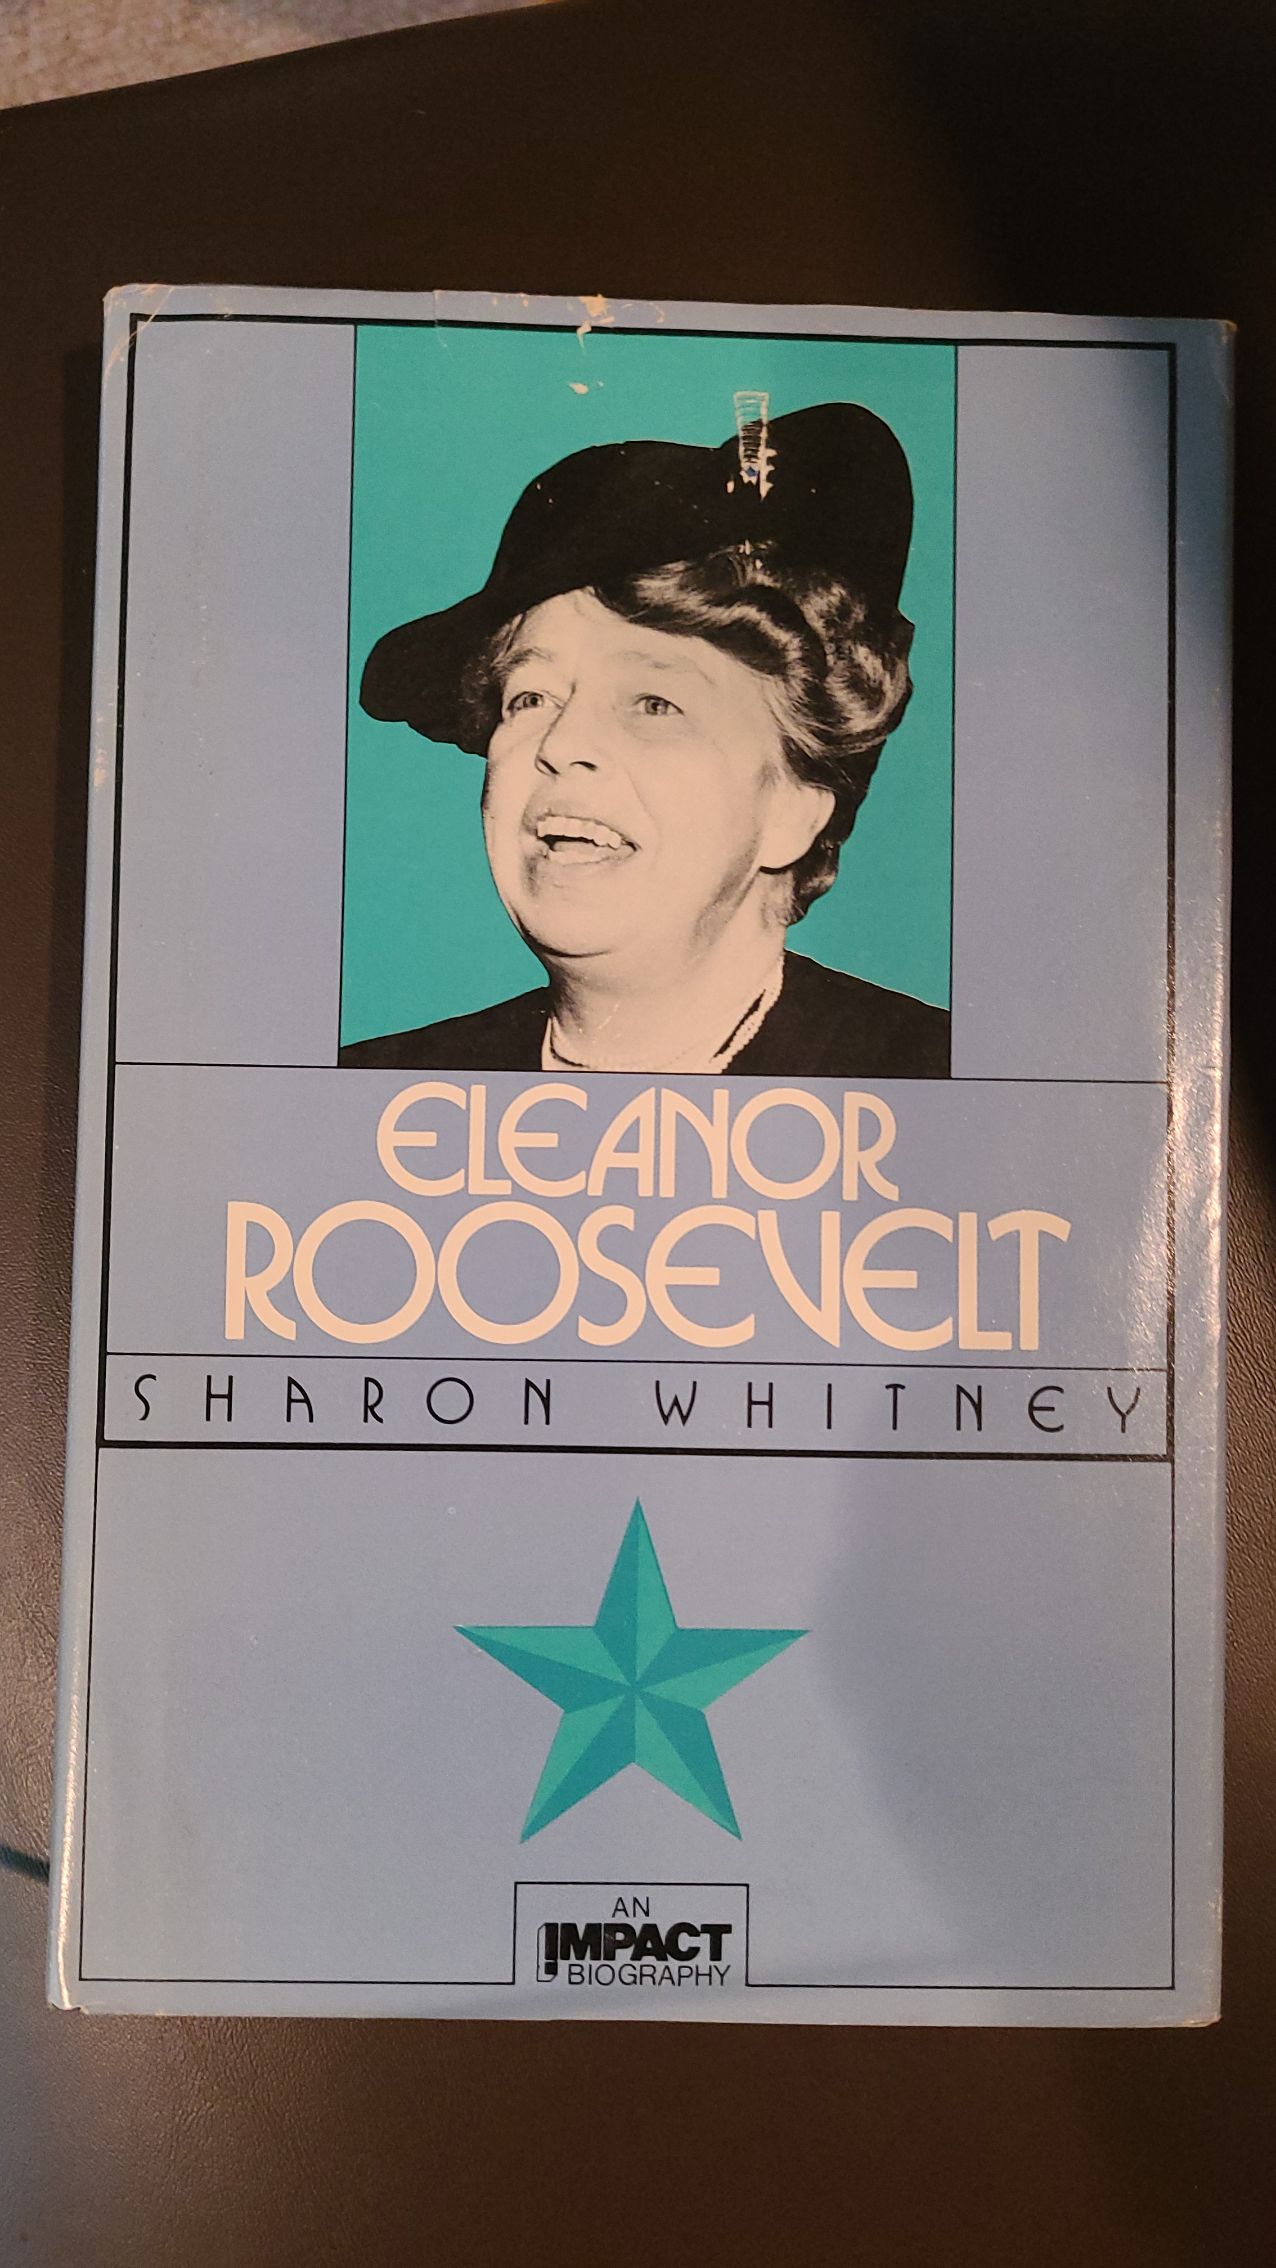 ELEANOR
ROOSEVELT
SHARON WHITNEY
AN
IMPACT
BIOGRAPHY